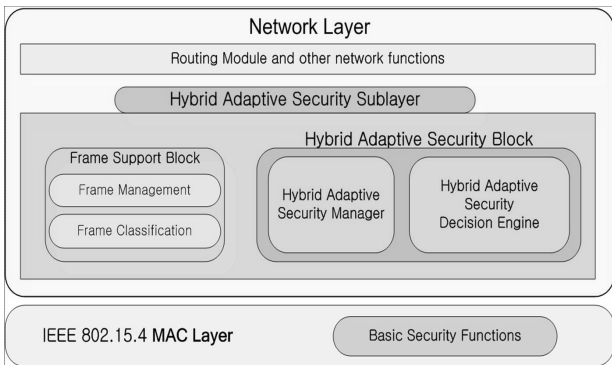 Network Layer
Routing Module and other network functions
Hybrid Adaptive Security Sublayer
Hybrid Adaptive Security Block
Frame Support Block
Frame Management
Frame Classification
Hybrid Adaptive
Security Manager
Hybrid Adaptive
Security
Decision Engine
IEEE 802.15.4 MAC Layer
Basic Security Functions